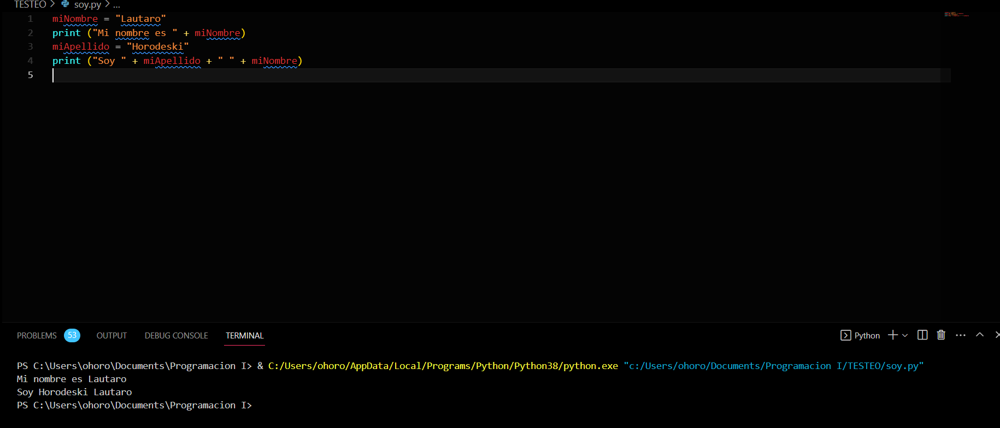 TESTEO > soy.py > ...
1 miNombre = "Lautaro"
2 print ("Mi nombre es " + miNombre)
3 miApellido = "Horodeski"
4 print ("Soy " + miApellido + " " + miNombre)
5
PROBLEMS 53 OUTPUT DEBUG CONSOLE TERMINAL Python
PS C:\Users\ohoro\Documents\Programacion I> & C:/Users/ohoro/AppData/Local/Programs/Python/Python38/python.exe "c:/Users/ohoro/Documents/Programacion I/TESTEO/soy.py"
Mi nombre es Lautaro
Soy Horodeski Lautaro
PS C:\Users\ohoro\Documents\Programacion I>